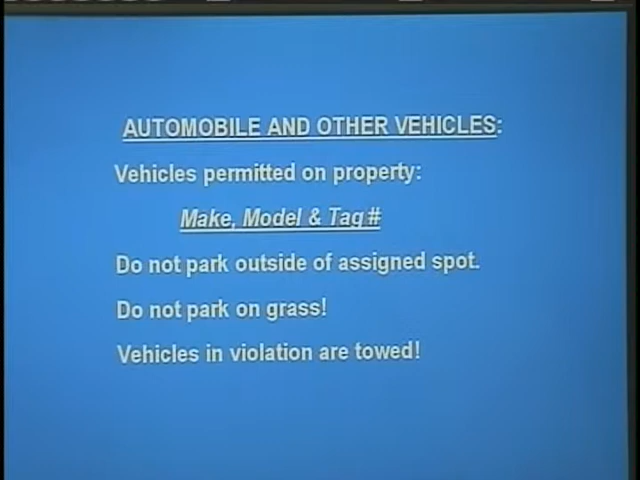 AUTOMOBILE AND OTHER VEHICLES:
Vehicles permitted on property:
Make, Model & Tag #
Do not park outside of assigned spot.
Do not park on grass!
Vehicles in violation are towed!